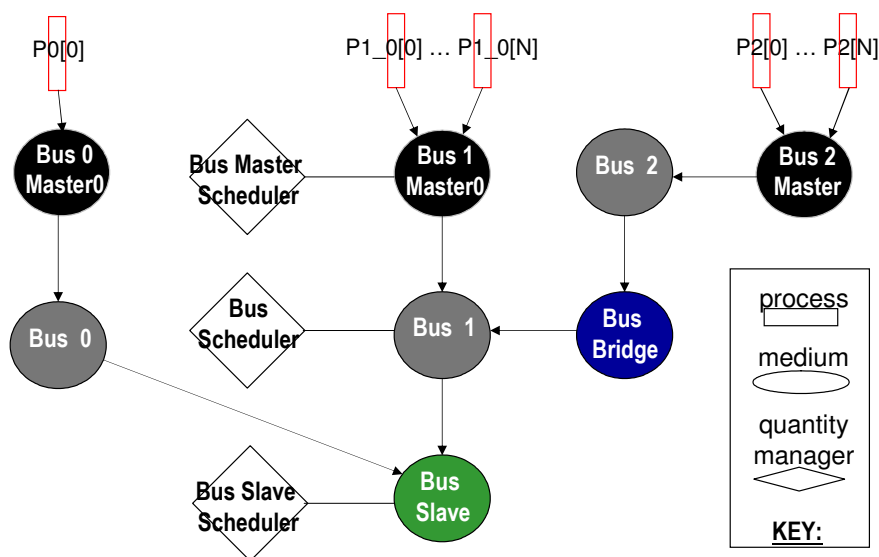 P0[0]
P1_0[0] … P1_0[N]
P2[0] … P2[N]
Bus 0
Master0
Bus Master
Scheduler
Bus 1
Master0
Bus 2
Bus 2
Master
Bus 0
Bus
Scheduler
Bus 1
Bus
Bridge
Bus Slave
Scheduler
Bus
Slave
process
medium
quantity
manager
KEY: